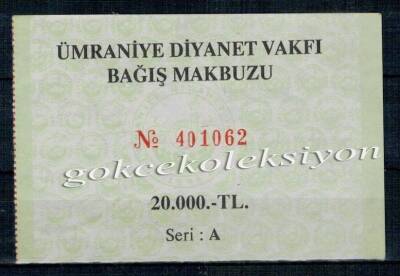 ÜMRANİYE DİYANET VAKFI
BAĞIŞ MAKBUZU
№ 401062
gokcekoleksiyon
20.000.-TL.
Seri : A